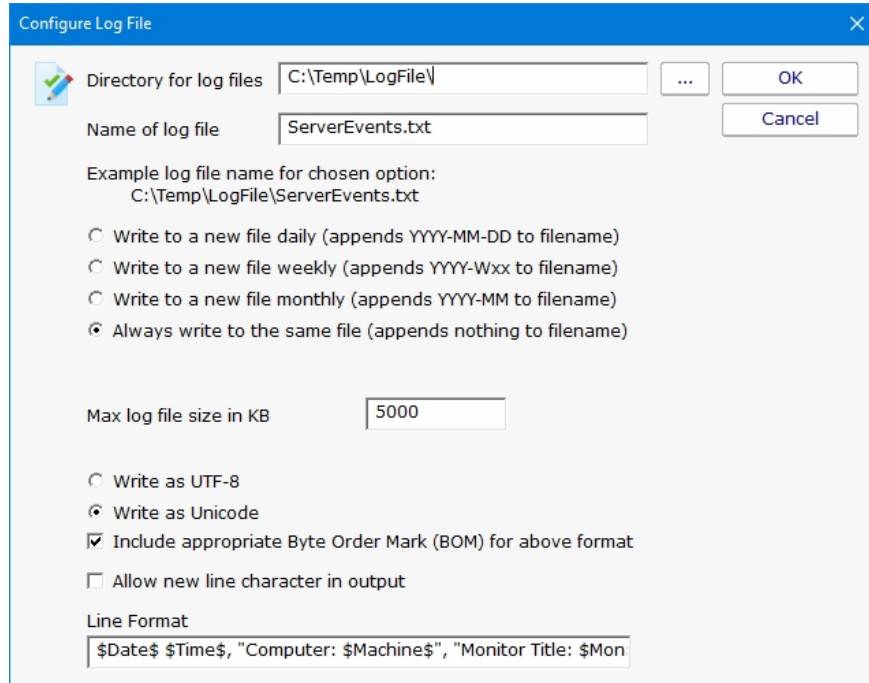 Configure Log File
Directory for log files C:\Temp\LogFile\ ... OK
Name of log file ServerEvents.txt Cancel
Example log file name for chosen option:
C:\Temp\LogFile\ServerEvents.txt
Write to a new file daily (appends YYYY-MM-DD to filename)
Write to a new file weekly (appends YYYY-Wxx to filename)
Write to a new file monthly (appends YYYY-MM to filename)
Always write to the same file (appends nothing to filename)
Max log file size in KB 5000
Write as UTF-8
Write as Unicode
Include appropriate Byte Order Mark (BOM) for above format
Allow new line character in output
Line Format
$Date$ $Time$, "Computer: $Machine$", "Monitor Title: $Mon